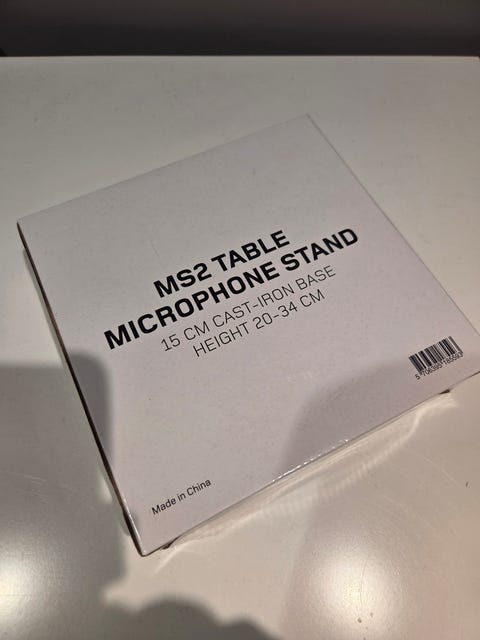 MS2 TABLE
MICROPHONE STAND
15 CM CAST-IRON BASE
HEIGHT 20-34 CM
Made in China